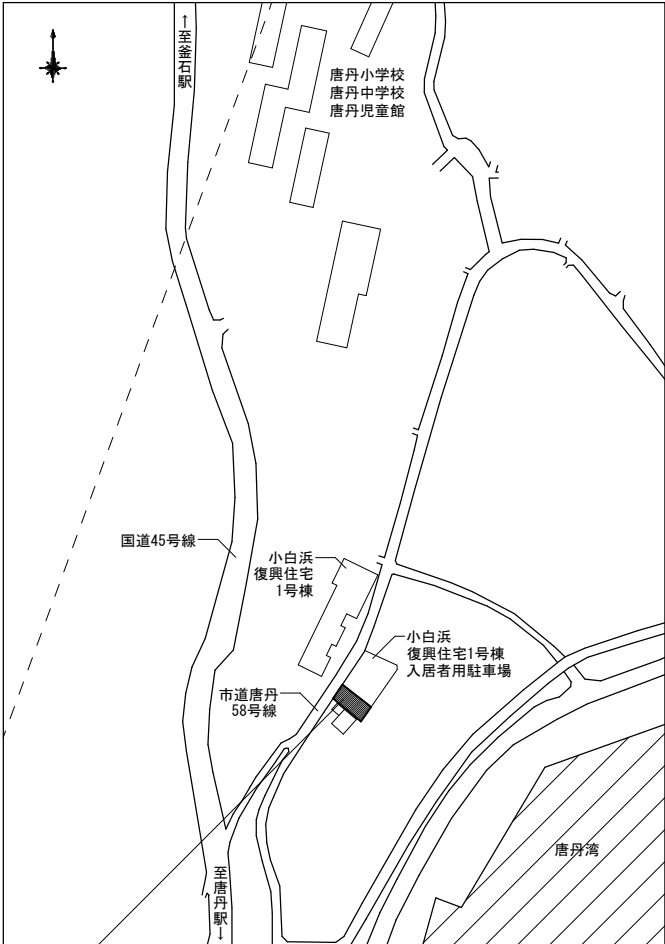 ↑至釜石駅
唐丹小学校
唐丹中学校
唐丹児童館
国道45号線
小白浜
復興住宅
1号棟
小白浜
復興住宅1号棟
入居者用駐車場
市道唐丹
58号線
唐丹湾
至唐丹駅↓